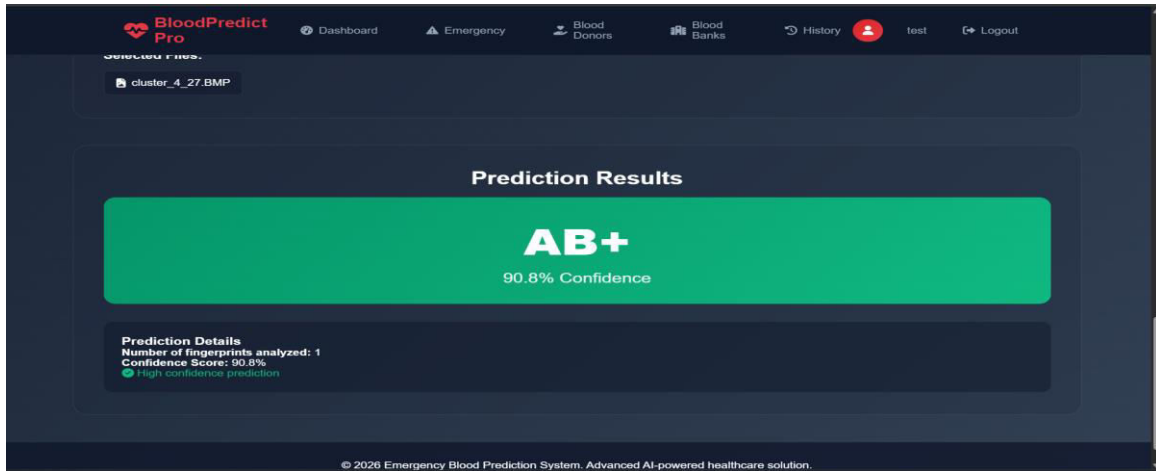 BloodPredict Pro
Dashboard
Emergency
Blood Donors
Blood Banks
History
test
Logout
Selected Files:
cluster_4_27.BMP
Prediction Results
AB+
90.8% Confidence
Prediction Details
Number of fingerprints analyzed: 1
Confidence Score: 90.8%
High confidence prediction
© 2026 Emergency Blood Prediction System. Advanced AI-powered healthcare solution.